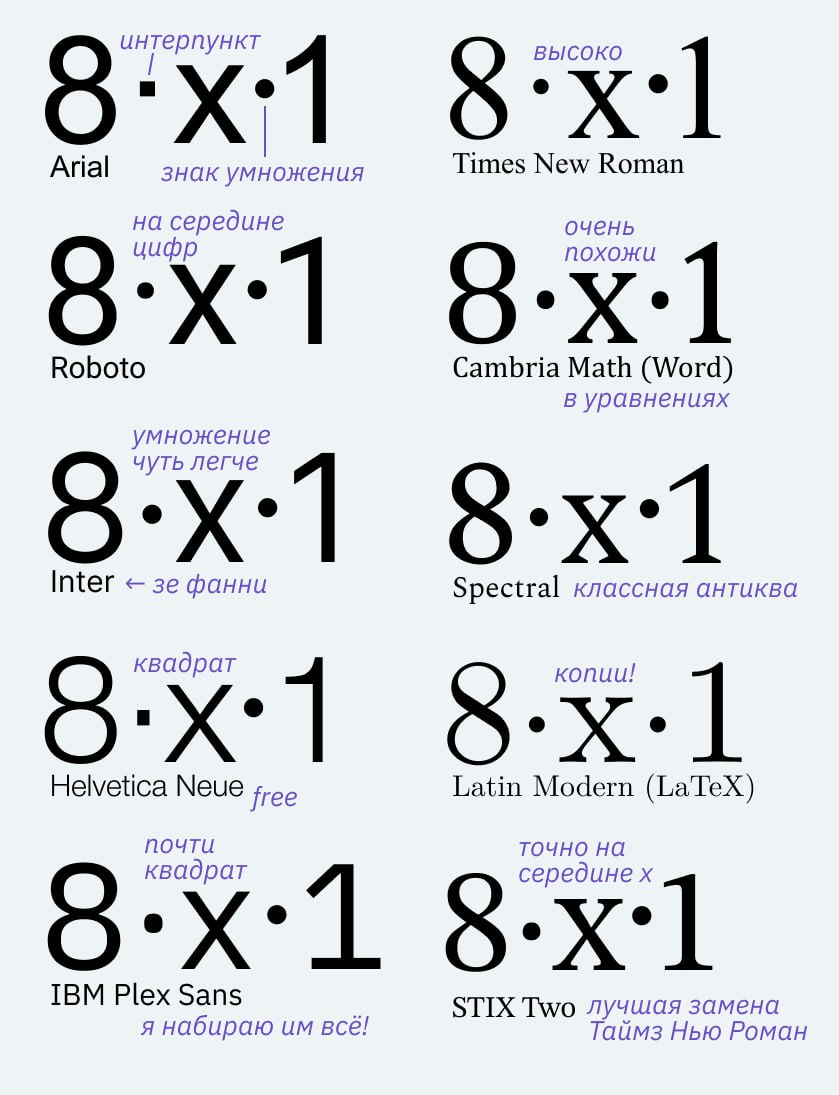 интерпункт
8·x⋅1
знак умножения
Arial
высоко
8·x⋅1
Times New Roman
на середине
цифр
8·x⋅1
Roboto
очень
похожи
8·x⋅1
Cambria Math (Word)
в уравнениях
умножение
чуть легче
8·x⋅1
Inter ← зе фанни
8·x⋅1
Spectral классная антиква
квадрат
8·x⋅1
Helvetica Neue free
копии!
8·x⋅1
Latin Modern (LaTeX)
почти
квадрат
8·x⋅1
IBM Plex Sans
я набираю им всё!
точно на
середине x
8·x⋅1
STIX Two лучшая замена
Таймз Нью Роман